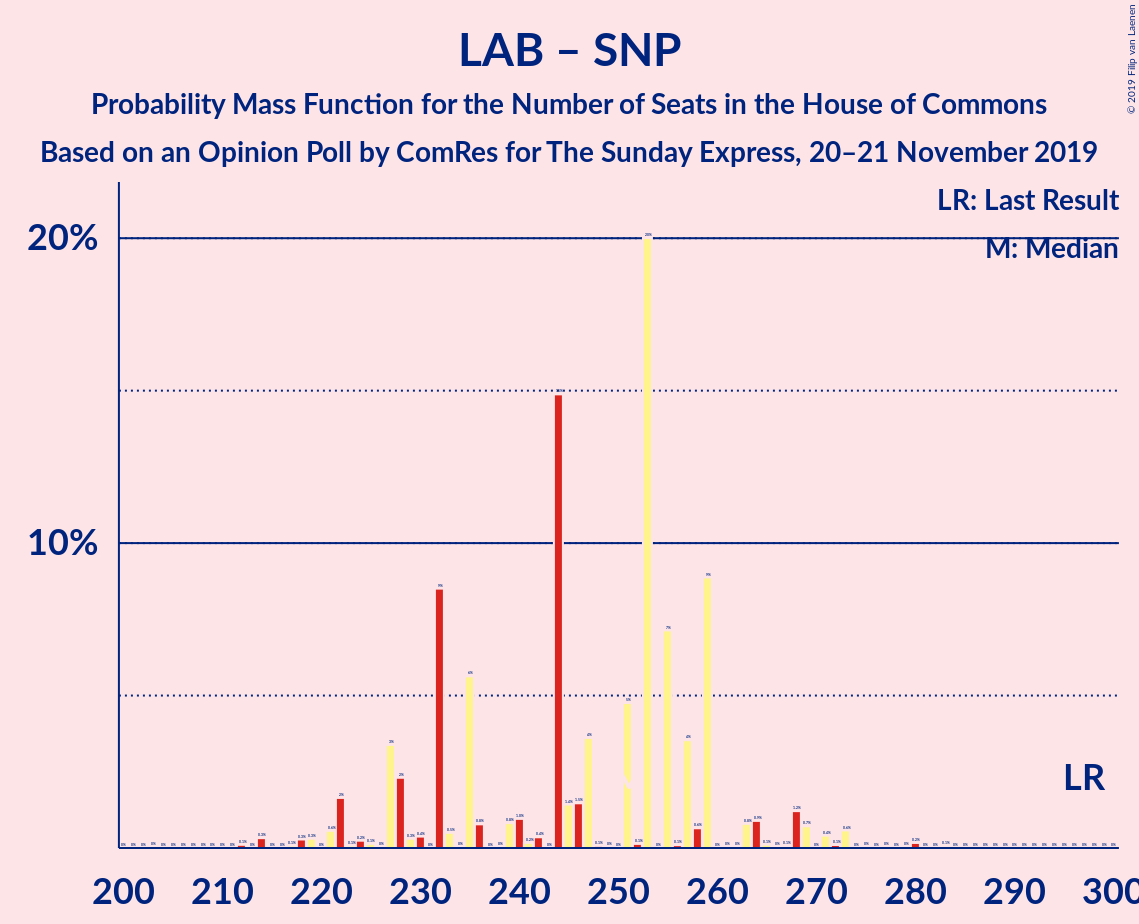 LAB – SNP
Probability Mass Function for the Number of Seats in the House of Commons
Based on an Opinion Poll by ComRes for The Sunday Express, 20–21 November 2019
© 2019 Filip van Laenen
LR: Last Result
M: Median
20%
10%
LR
200 210 220 230 240 250 260 270 280 290 300